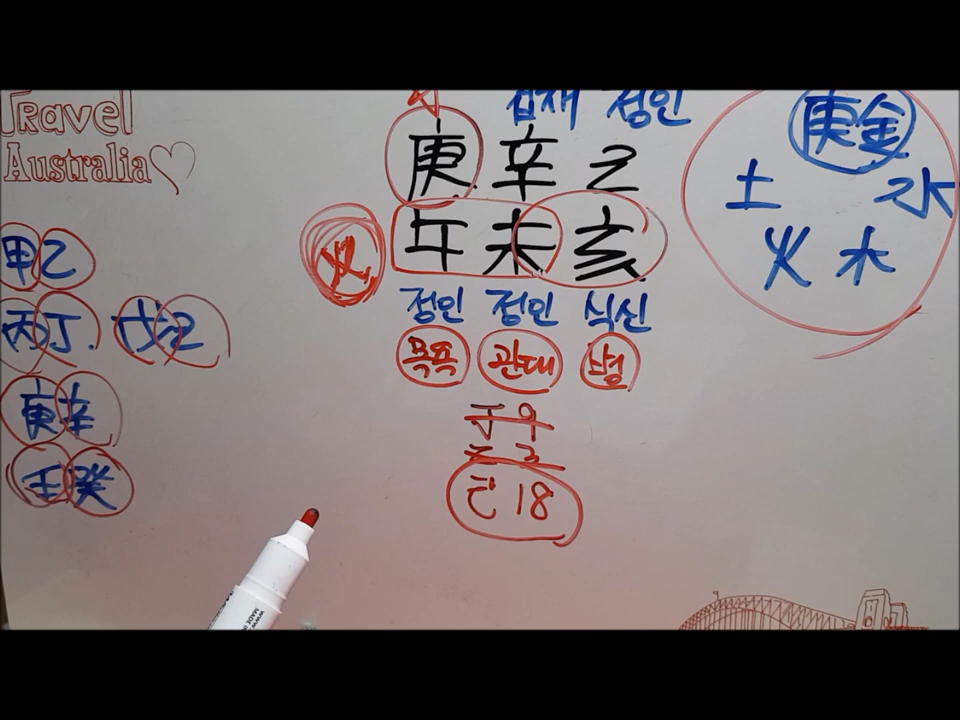 Travel
Australia
겁재 정인
庚 辛 乙
午 未 亥
火
정인 정인 식신
목욕 관대 병
18
甲乙
丙丁 戊己
庚辛
壬癸
庚金
土 水
火 木